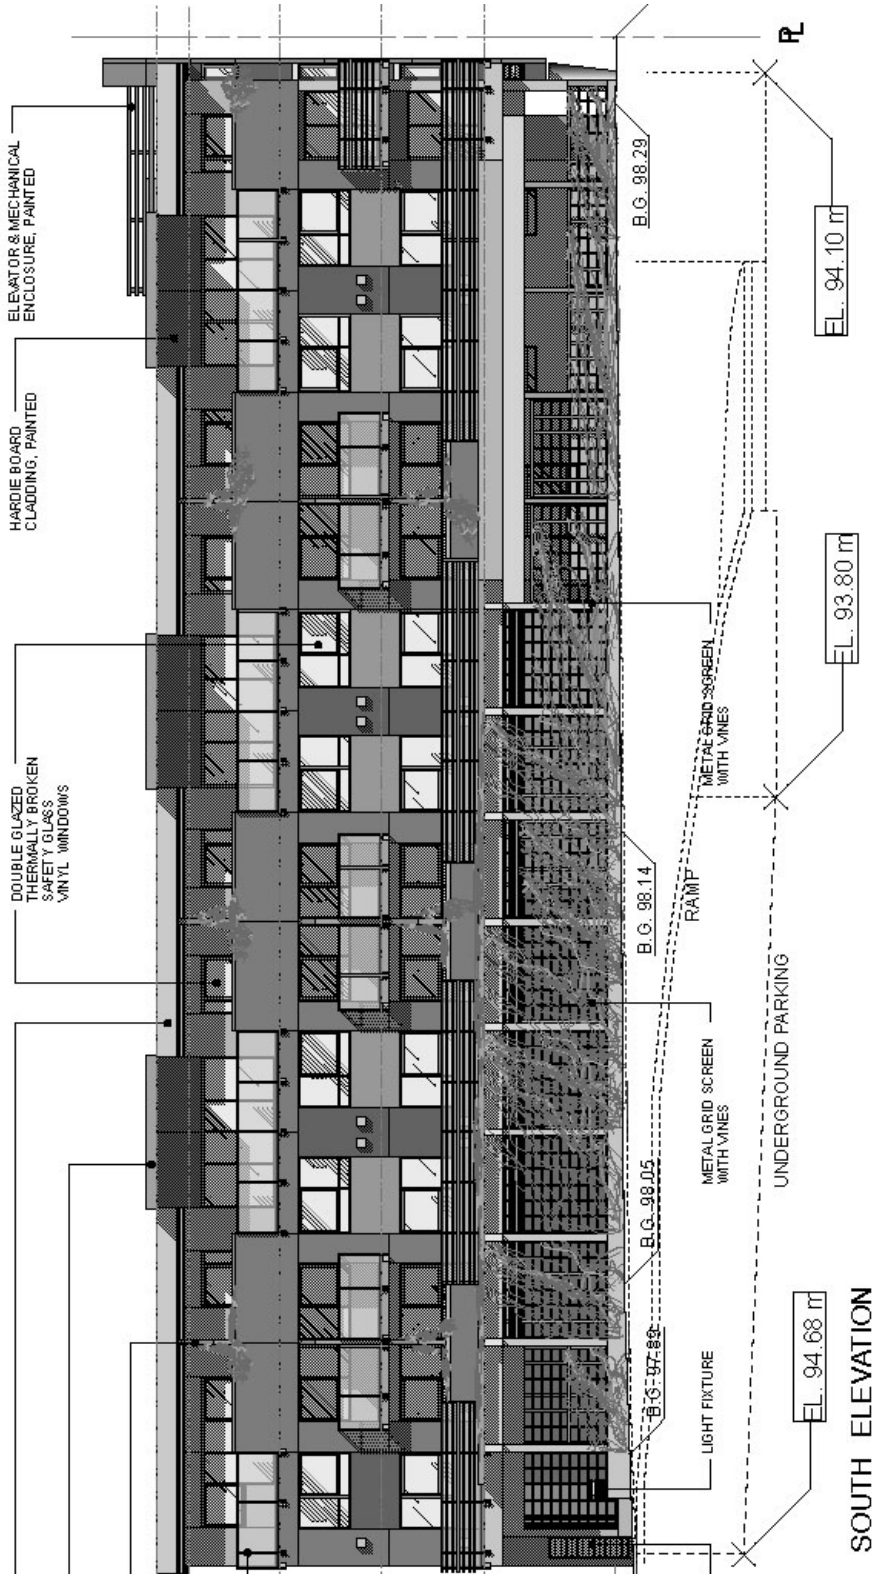 ELEVATOR & MECHANICAL
ENCLOSURE, PAINTED
HARDIE BOARD
CLADDING, PAINTED
DOUBLE GLAZED
THERMALLY BROKEN
SAFETY GLASS
VINYL WINDOWS
PL
B.G. 98.29
EL. 94.10 m
METAL GRID SCREEN
WITH VINES
EL. 93.80 m
B.G. 98.14
RAMP
METAL GRID SCREEN
WITH VINES
UNDERGROUND PARKING
B.G. 98.05
B.G. 97.89
LIGHT FIXTURE
EL. 94.68 m
SOUTH ELEVATION